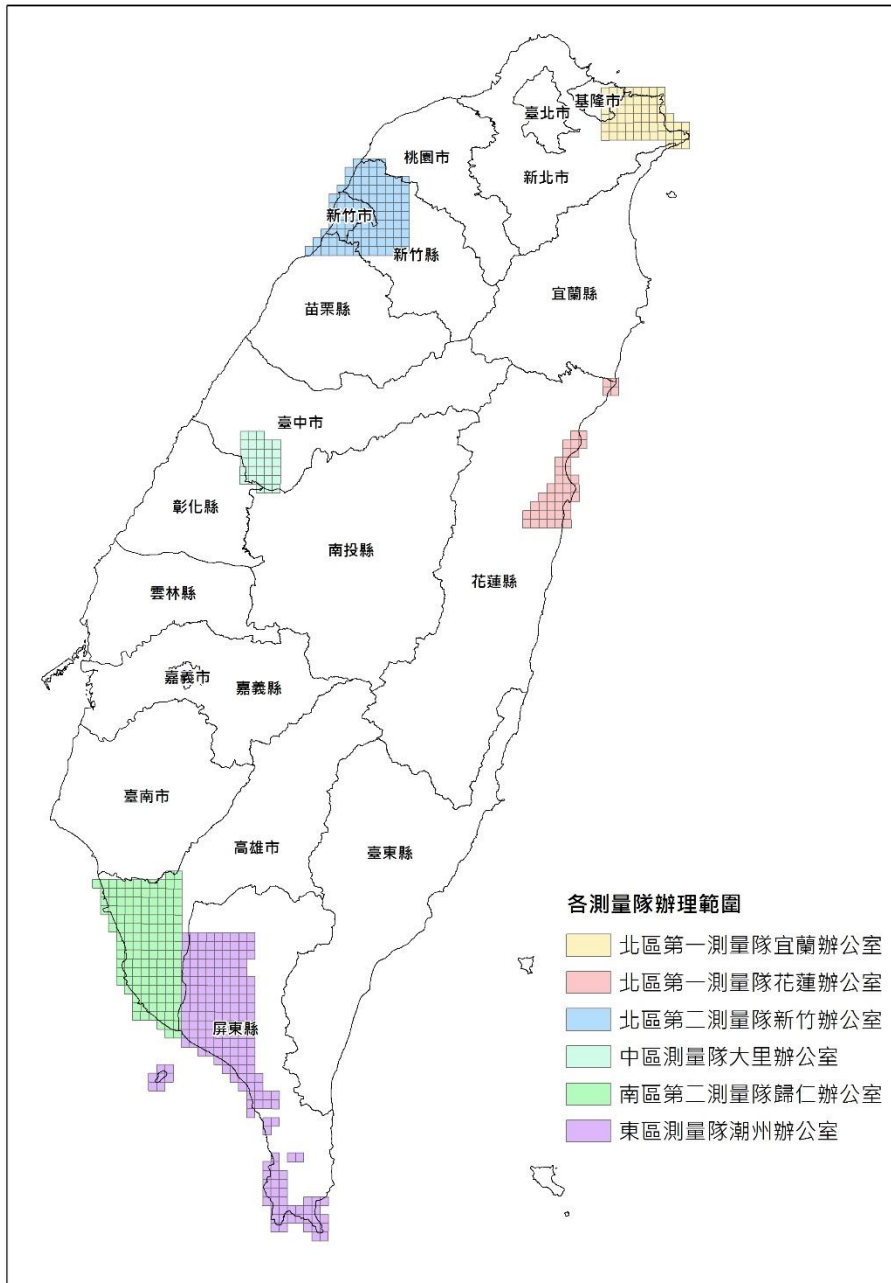 基隆市
臺北市
桃園市
新北市
新竹市
新竹縣
宜蘭縣
苗栗縣
臺中市
彰化縣
南投縣
花蓮縣
雲林縣
嘉義市
嘉義縣
臺南市
高雄市
臺東縣
屏東縣
各測量隊辦理範圍
北區第一測量隊宜蘭辦公室
北區第一測量隊花蓮辦公室
北區第二測量隊新竹辦公室
中區測量隊大里辦公室
南區第二測量隊歸仁辦公室
東區測量隊潮州辦公室